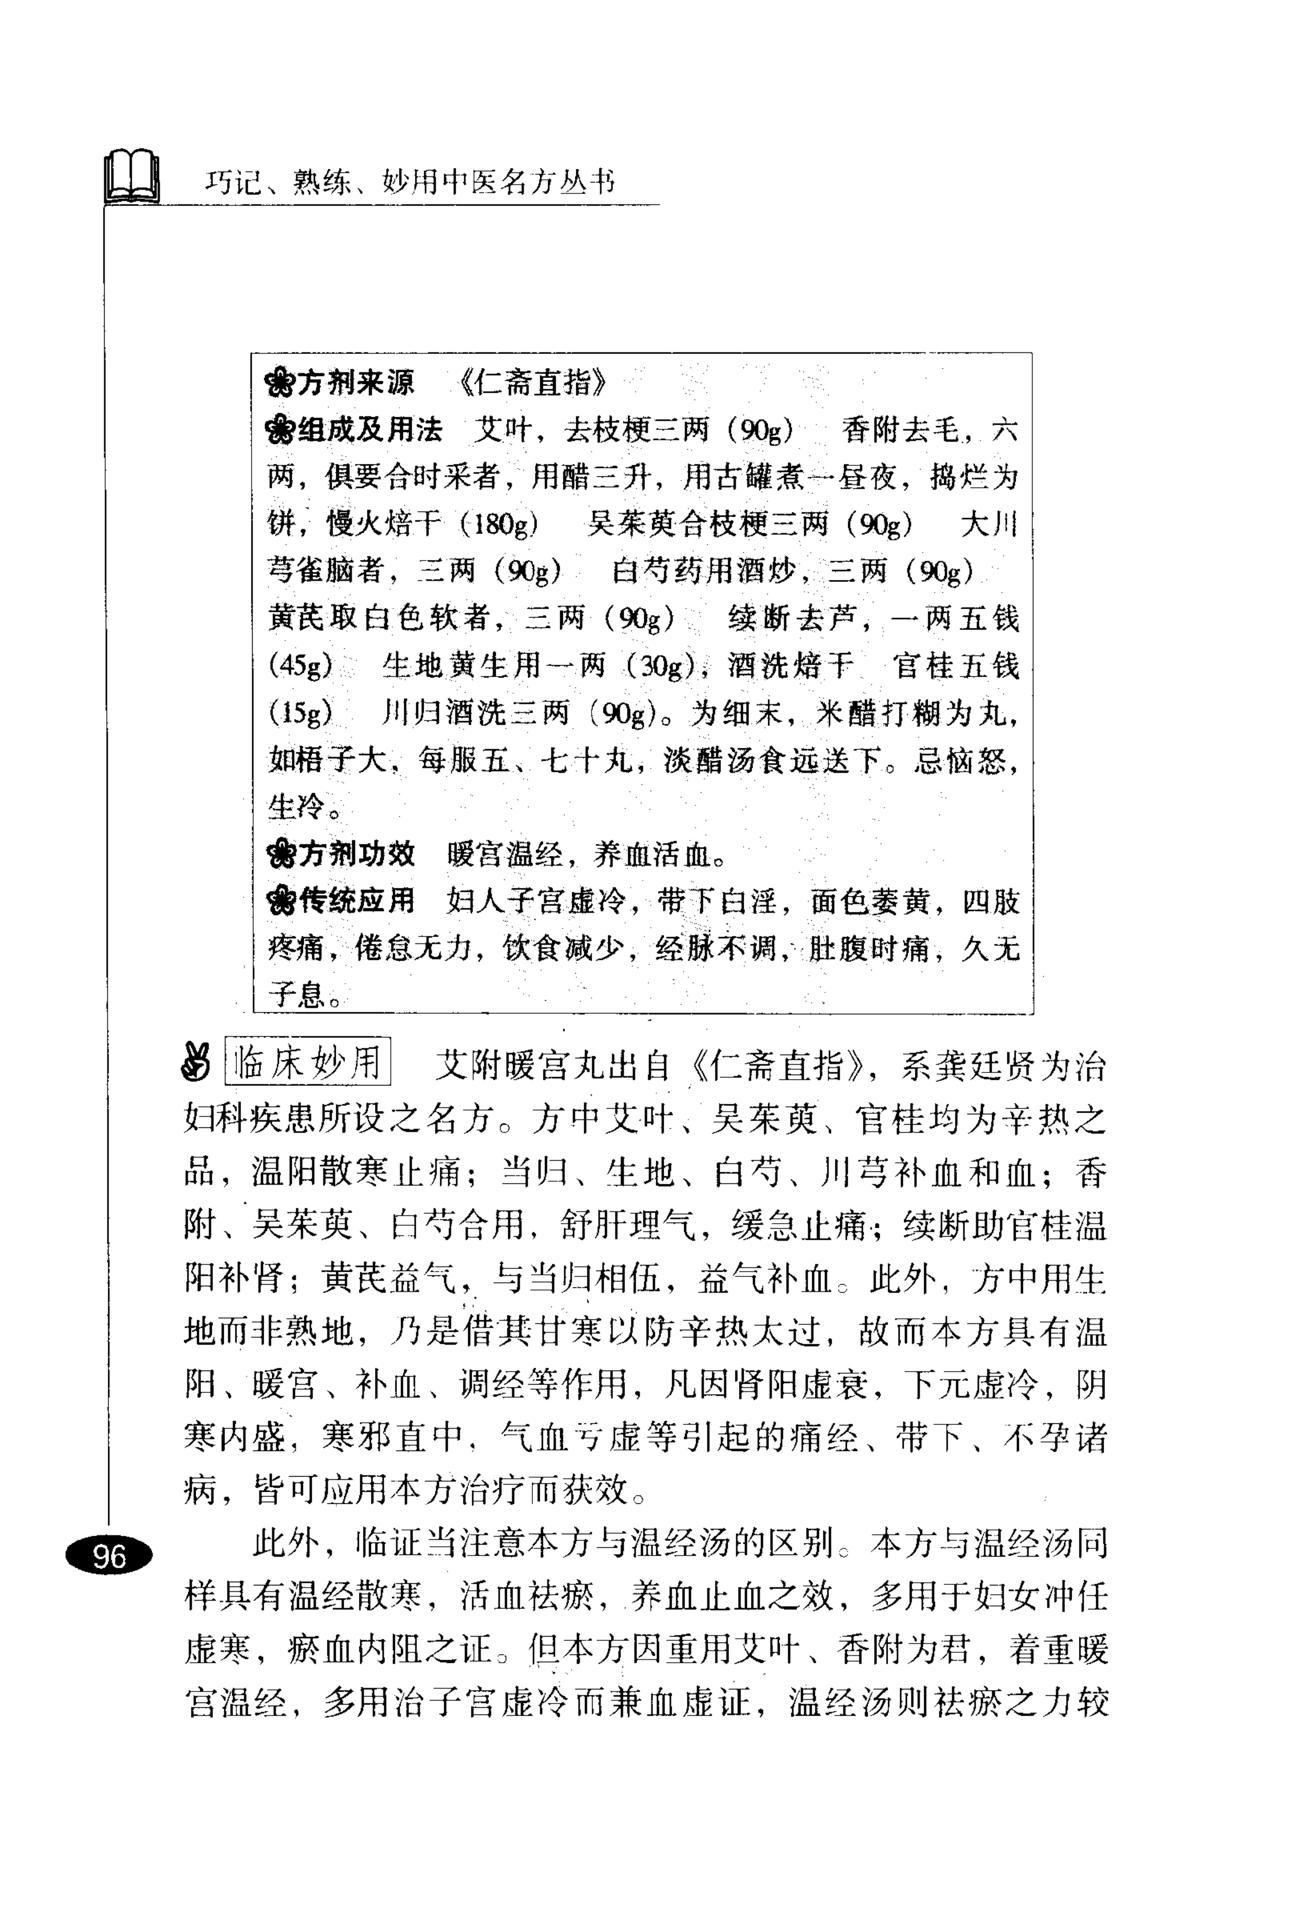 巧记、熟练、妙用中医名方丛书
方剂来源 《仁斋直指》
组成及用法 艾叶，去枝梗三两（90g） 香附去毛，六
两，俱要合时采者，用醋三升，用古罐煮一昼夜，捣烂为
饼，慢火焙干（180g） 吴茱萸合枝梗三两（90g） 大川
芎雀脑者，三两（90g） 白芍药用酒炒，三两（90g）
黄芪取白色软者，三两（90g） 续断去芦，一两五钱
(45g) 生地黄生用一两（30g），酒洗焙干 官桂五钱
(15g) 川归酒洗三两（90g）。为细末，米醋打糊为丸，
如梧子大，每服五、七十丸，淡醋汤食远送下。忌恼怒，
生冷。
方剂功效 暖宫温经，养血活血。
传统应用 妇人子宫虚冷，带下白淫，面色萎黄，四肢
疼痛，倦怠无力，饮食减少，经脉不调，肚腹时痛，久无
子息。
临床妙用 艾附暖宫丸出自《仁斋直指》，系龚廷贤为治
妇科疾患所设之名方。方中艾叶、吴茱萸、官桂均为辛热之
品，温阳散寒止痛；当归、生地、白芍、川芎补血和血；香
附、吴茱萸、白芍合用，舒肝理气，缓急止痛；续断助官桂温
阳补肾；黄芪益气，与当归相伍，益气补血。此外，方中用生
地而非熟地，乃是借其甘寒以防辛热太过，故而本方具有温
阳、暖宫、补血、调经等作用，凡因肾阳虚衰，下元虚冷，阴
寒内盛，寒邪直中，气血亏虚等引起的痛经、带下、不孕诸
病，皆可应用本方治疗而获效。
此外，临证当注意本方与温经汤的区别。本方与温经汤同
样具有温经散寒，活血祛瘀，养血止血之效，多用于妇女冲任
虚寒，瘀血内阻之证。但本方因重用艾叶、香附为君，着重暖
宫温经，多用治子宫虚冷而兼血虚证，温经汤则祛瘀之力较
96